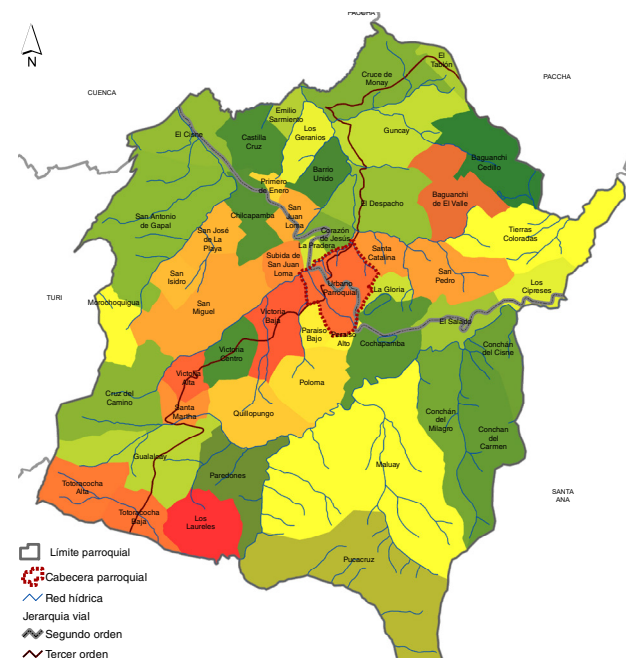 PACCHA
N
El
Tablón
Cruce de
Monay
PACCHA
CUENCA
Emilio
Sarmiento
Los
Geranios
Guncay
El Cisne
Castilla
Cruz
Baguanchi
Cedillo
Barrio
Unido
Primero
de Enero
Baguanchi
de El Valle
San
Juan
Loma
El Despacho
Chilcapamba
San Antonio
de Gapal
Corazón
de Jesús
Tierras
Coloradas
San José
de La
Playa
La Pradera
Santa
Catalina
Subida de
San Juan
Loma
San
Isidro
San
Pedro
Urbano
Parroquial
La Gloria
Los
Cipreses
TURI
Morochoquigua
San
Miguel
Victoria
Baja
El Salado
Paraiso
Bajo
Paraiso
Alto
Cochapamba
Conchán
del Cisne
Victoria
Centro
Victoria
Alta
Poloma
Cruz del
Camino
Santa
Martha
Quillopungo
Conchán
del
Milagro
Conchan
del
Carmen
Gualalcay
Maluay
Paredones
Totoracocha
Alta
SANTA
ANA
Totoracocha
Baja
Los
Laureles
Pucacruz
Límite parroquial
Cabecera parroquial
Red hídrica
Jerarquia vial
Segundo orden
Tercer orden